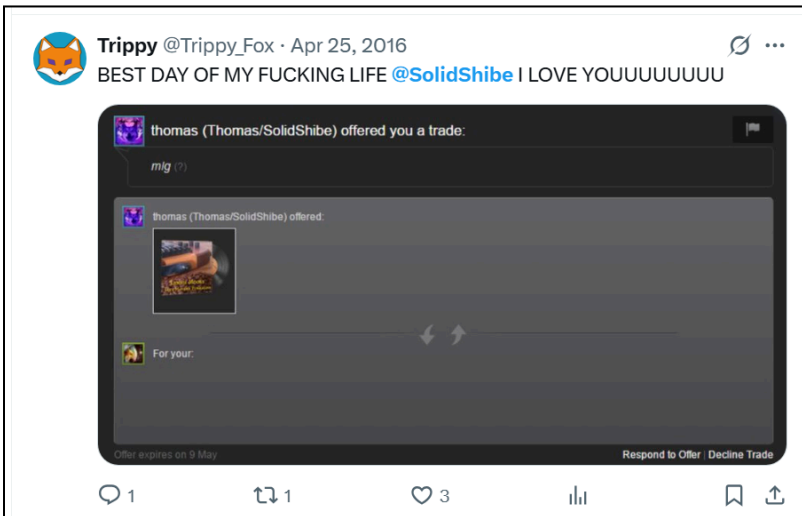 Trippy @Trippy_Fox · Apr 25, 2016
BEST DAY OF MY FUCKING LIFE @SolidShibe I LOVE YOUUUUUUUUU
thomas (Thomas/SolidShibe) offered you a trade:
mlg (?)
thomas (Thomas/SolidShibe) offered:
For your:
Offer expires on 9 May
Respond to Offer | Decline Trade
1
1
3